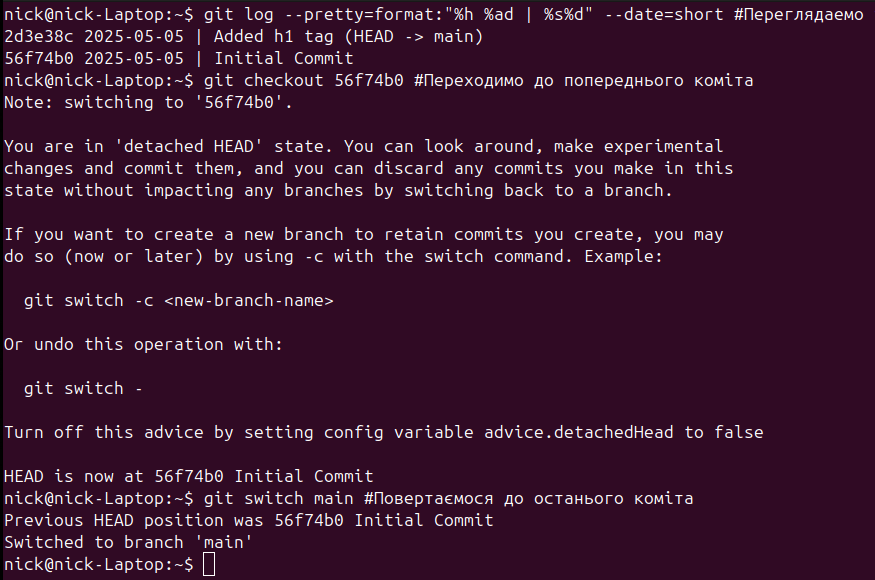 nick@nick-Laptop:~$ git log --pretty=format:"%h %ad | %s%d" --date=short #Переглядаемо
2d3e38c 2025-05-05 | Added h1 tag (HEAD -> main)
56f74b0 2025-05-05 | Initial Commit
nick@nick-Laptop:~$ git checkout 56f74b0 #Переходимо до попереднього коміта
Note: switching to '56f74b0'.

You are in 'detached HEAD' state. You can look around, make experimental
changes and commit them, and you can discard any commits you make in this
state without impacting any branches by switching back to a branch.

If you want to create a new branch to retain commits you create, you may
do so (now or later) by using -c with the switch command. Example:

  git switch -c <new-branch-name>

Or undo this operation with:

  git switch -

Turn off this advice by setting config variable advice.detachedHead to false

HEAD is now at 56f74b0 Initial Commit
nick@nick-Laptop:~$ git switch main #Повертаємося до останього коміта
Previous HEAD position was 56f74b0 Initial Commit
Switched to branch 'main'
nick@nick-Laptop:~$